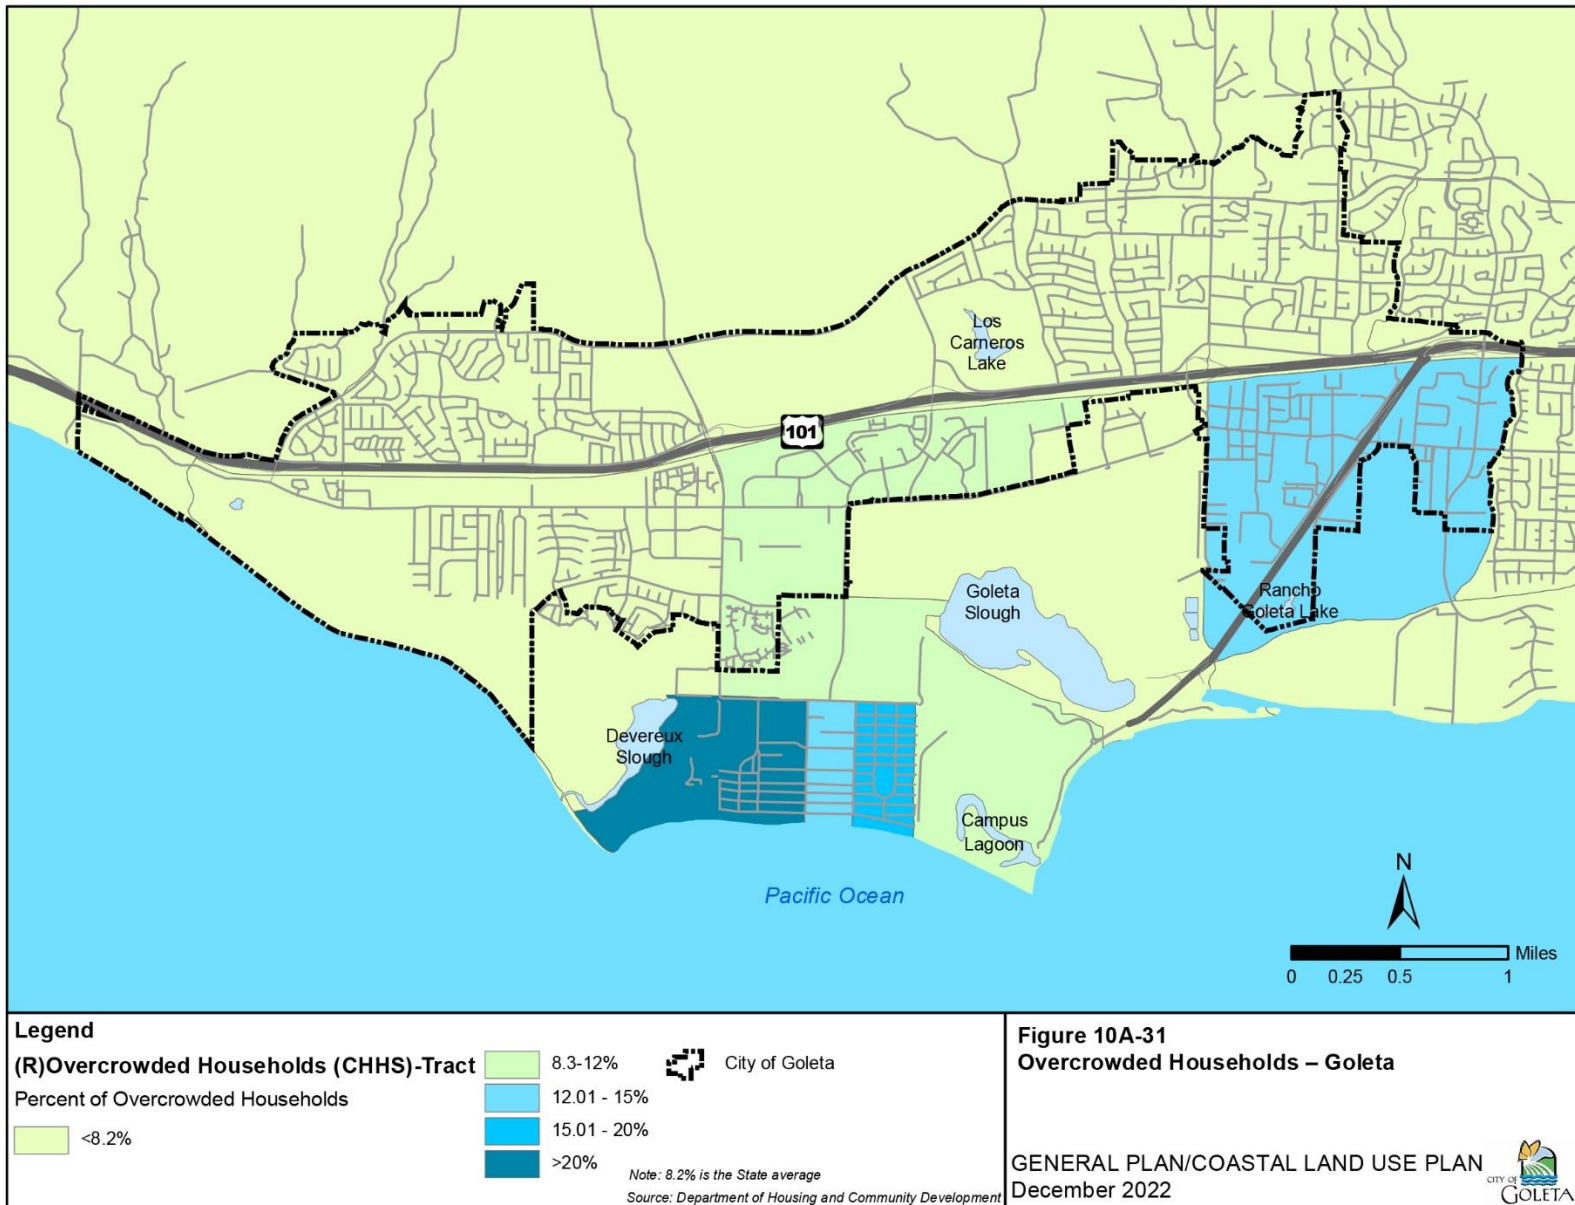 Los
Carneros
Lake
101
Goleta
Slough
Rancho
Goleta Lake
Devereux
Slough
Campus
Lagoon
Pacific Ocean
N
Miles
0 0.25 0.5 1
Legend
(R)Overcrowded Households (CHHS)-Tract
Percent of Overcrowded Households
<8.2%
8.3-12%
12.01 - 15%
15.01 - 20%
>20%
City of Goleta
Note: 8.2% is the State average
Source: Department of Housing and Community Development
Figure 10A-31
Overcrowded Households – Goleta
GENERAL PLAN/COASTAL LAND USE PLAN
December 2022
CITY OF
GOLETA